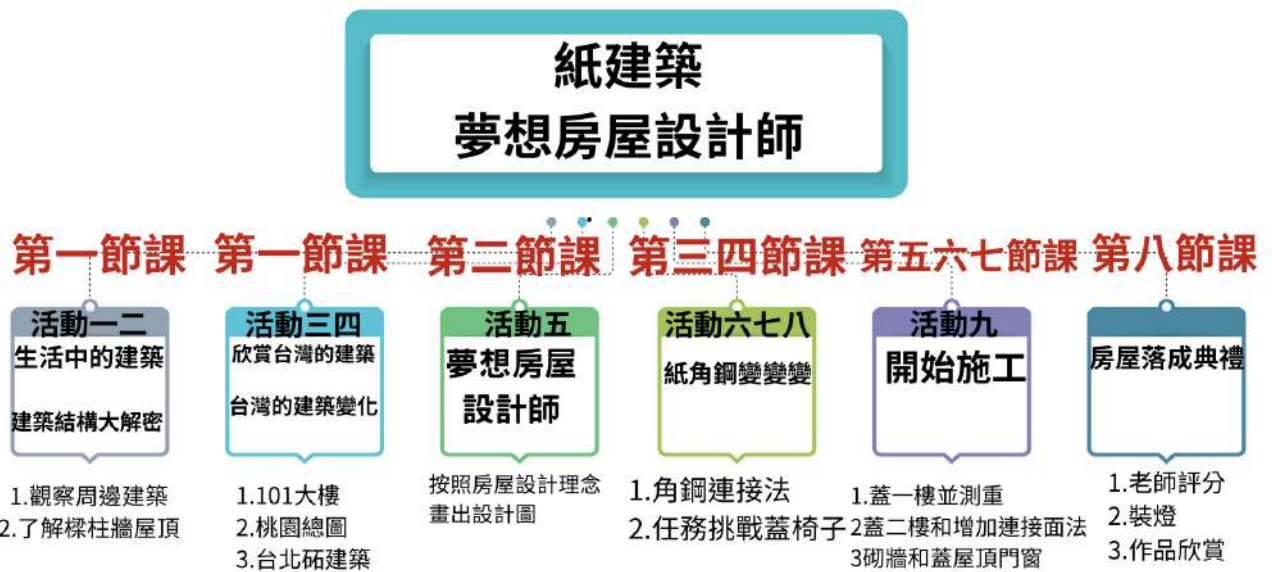 紙建築
夢想房屋設計師
第一節課
活動一二
生活中的建築
建築結構大解密
1.觀察周邊建築
2.了解樑柱牆屋頂
第一節課
活動三四
欣賞台灣的建築
台灣的建築變化
1.101大樓
2.桃園總圖
3.台北砳建築
第二節課
活動五
夢想房屋
設計師
按照房屋設計理念
畫出設計圖
第三四節課
活動六七八
紙角鋼變變變
1.角鋼連接法
2.任務挑戰蓋椅子
第五六七節課
活動九
開始施工
1.蓋一樓並測重
2蓋二樓和增加連接面法
3砌牆和蓋屋頂門窗
第八節課
房屋落成典禮
1.老師評分
2.裝燈
3.作品欣賞